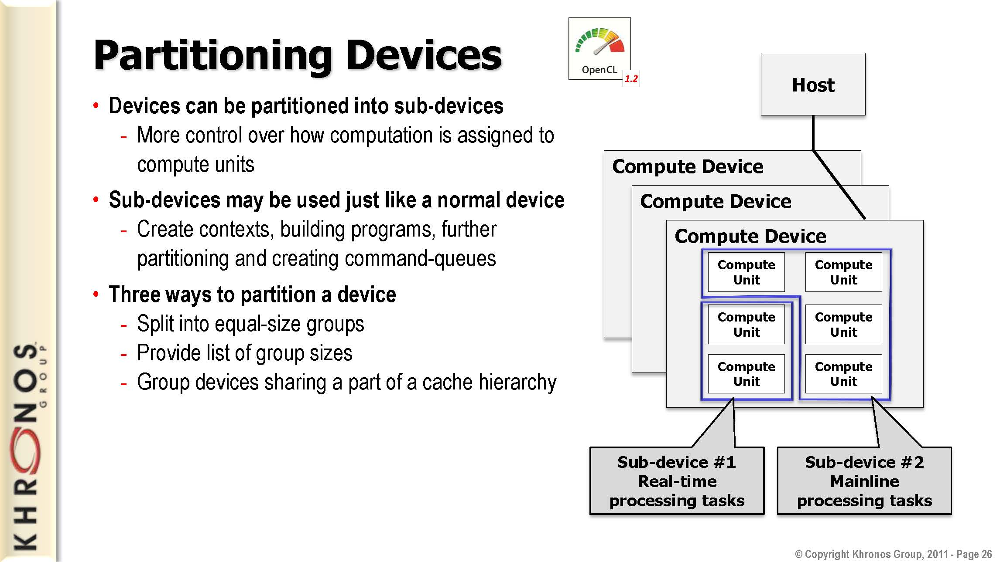 Partitioning Devices
• Devices can be partitioned into sub-devices
- More control over how computation is assigned to
compute units
• Sub-devices may be used just like a normal device
- Create contexts, building programs, further
partitioning and creating command-queues
• Three ways to partition a device
- Split into equal-size groups
- Provide list of group sizes
- Group devices sharing a part of a cache hierarchy
OpenCL
1.2
Host
Compute Device
Compute Device
Compute Device
Compute
Unit
Compute
Unit
Compute
Unit
Compute
Unit
Compute
Unit
Compute
Unit
Sub-device #1
Real-time
processing tasks
Sub-device #2
Mainline
processing tasks
KHRONOS
GROUP
© Copyright Khronos Group, 2011 - Page 26